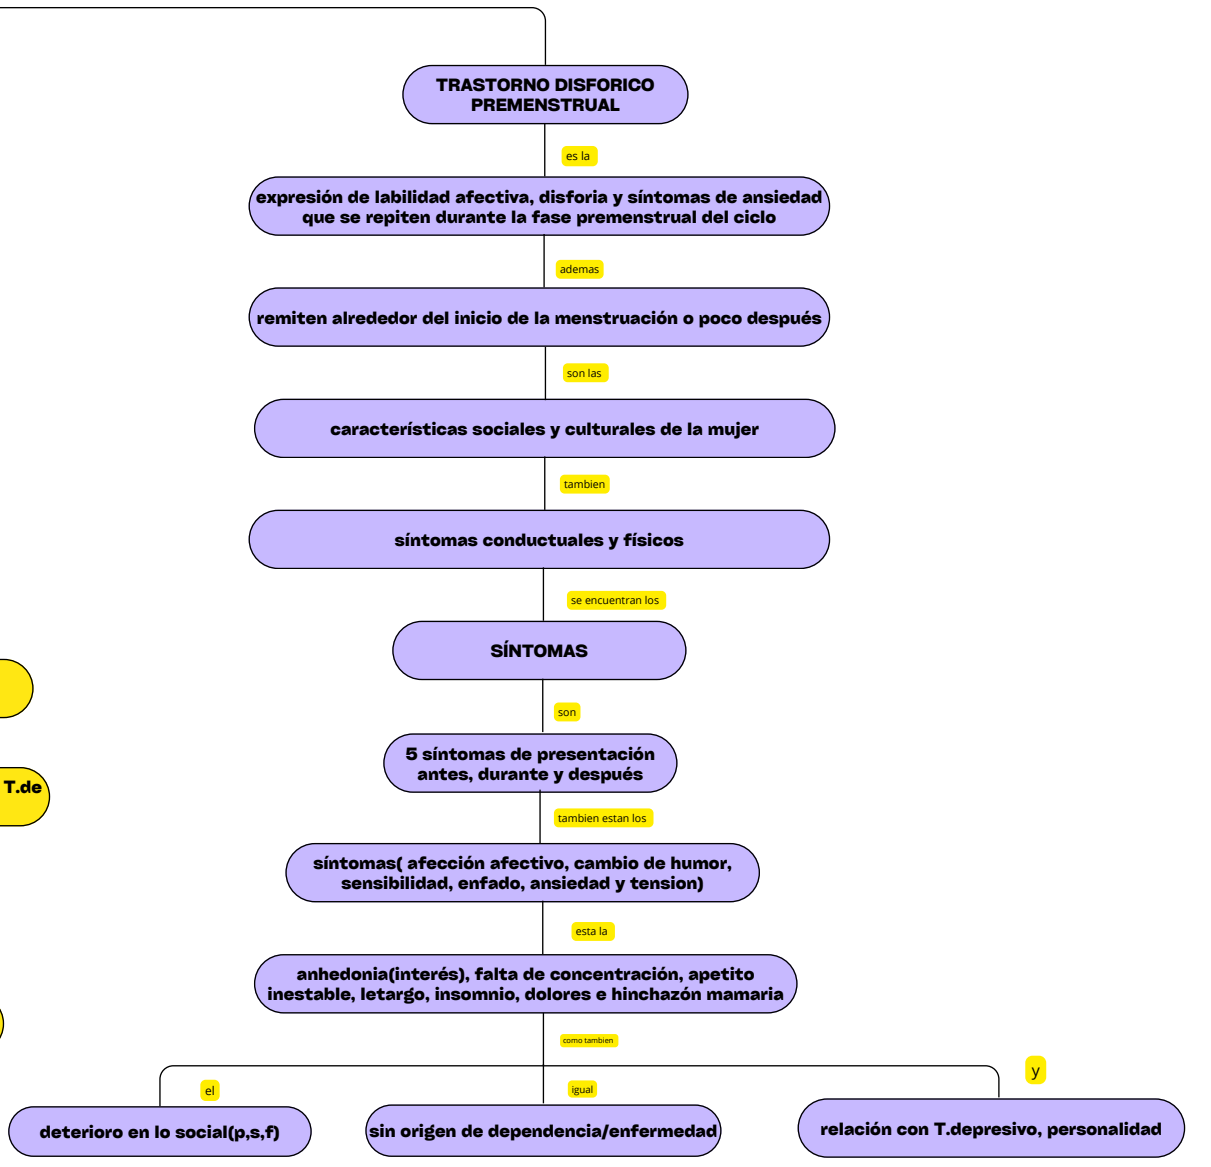 TRASTORNO DISFORICO
PREMENSTRUAL
es la
expresión de labilidad afectiva, disforia y síntomas de ansiedad
que se repiten durante la fase premenstrual del ciclo
ademas
remiten alrededor del inicio de la menstruación o poco después
son las
características sociales y culturales de la mujer
tambien
síntomas conductuales y físicos
se encuentran los
SÍNTOMAS
son
5 síntomas de presentación
antes, durante y después
T.de
tambien estan los
síntomas( afección afectivo, cambio de humor,
sensibilidad, enfado, ansiedad y tension)
esta la
anhedonia(interés), falta de concentración, apetito
inestable, letargo, insomnio, dolores e hinchazón mamaria
como tambien
el
igual
y
deterioro en lo social(p,s,f)
sin origen de dependencia/enfermedad
relación con T.depresivo, personalidad